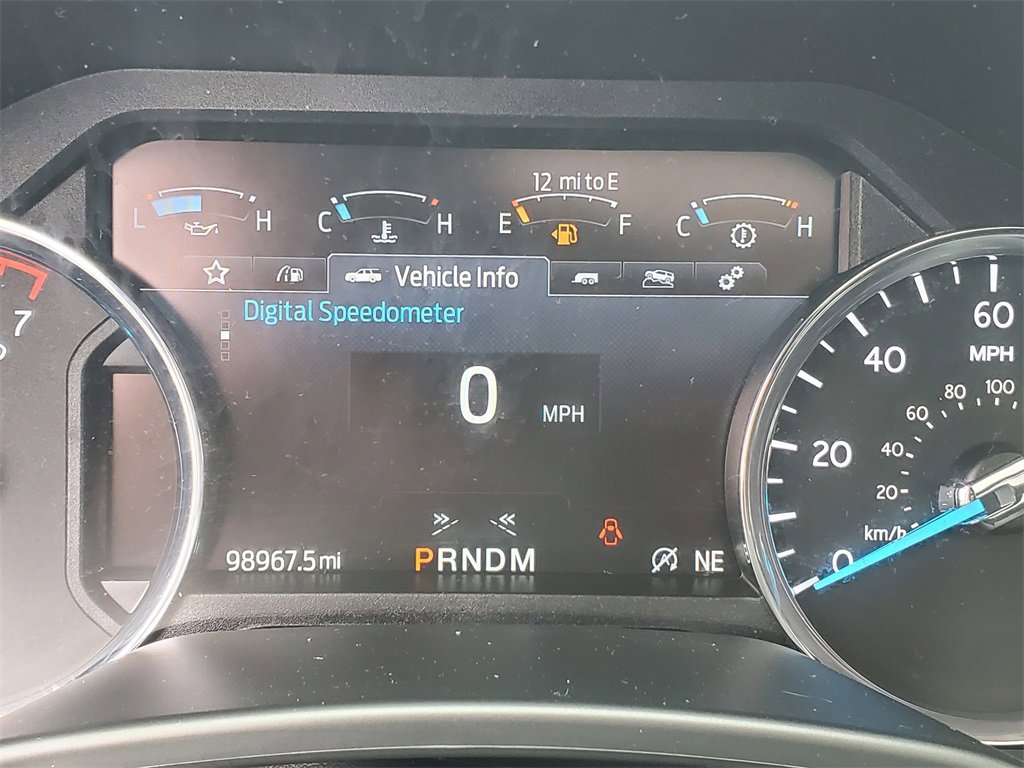 12 mi to E
L H C H E F C H
Vehicle Info
Digital Speedometer
0 MPH
98967.5 mi
PRNDM
NE
7
60
MPH
40
20
0
100
80
60
40
20
km/h